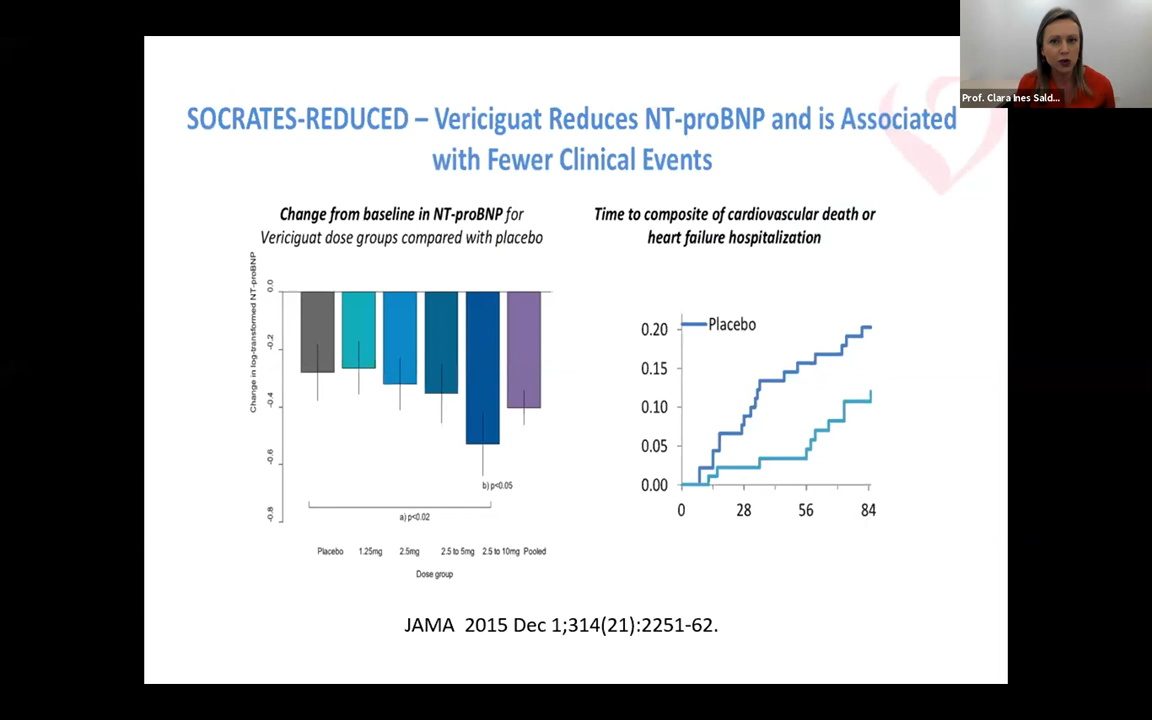 Prof. Clara Ines Sald...
SOCRATES-REDUCED – Vericiguat Reduces NT-proBNP and is Associated
with Fewer Clinical Events
Change from baseline in NT-proBNP for
Vericiguat dose groups compared with placebo
Change in log-transformed NT-proBNP
0.0
-0.2
-0.4
-0.6
-0.8
b) p<0.05
a) p<0.02
Placebo 1.25mg 2.5mg 2.5 to 5mg 2.5 to 10mg Pooled
Dose group
Time to composite of cardiovascular death or
heart failure hospitalization
Placebo
0.20
0.15
0.10
0.05
0.00
0 28 56 84
JAMA 2015 Dec 1;314(21):2251-62.